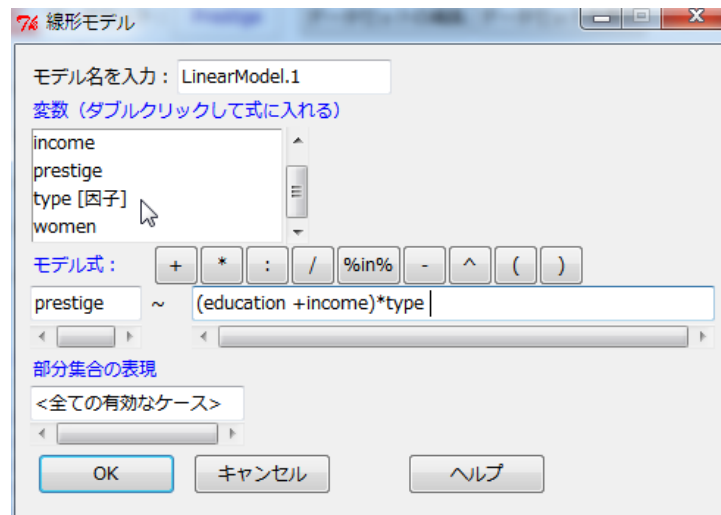 線形モデル
モデル名を入力: LinearModel.1
変数（ダブルクリックして式に入れる）
income
prestige
type [因子]
women
モデル式： + * : / %in% - ^ ( )
prestige ~ (education +income)*type
部分集合の表現
<全ての有効なケース>
OK キャンセル ヘルプ